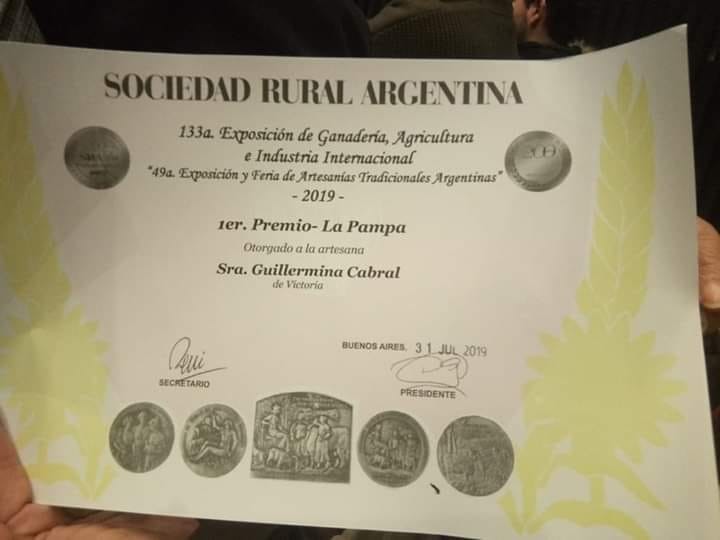 SOCIEDAD RURAL ARGENTINA
133a. Exposición de Ganadería, Agricultura
e Industria Internacional
"49a. Exposición y Feria de Artesanías Tradicionales Argentinas"
- 2019 -
1er. Premio- La Pampa
Otorgado a la artesana
Sra. Guillermina Cabral
de Victoria
BUENOS AIRES, 31 JUL 2019
SECRETARIO
PRESIDENTE